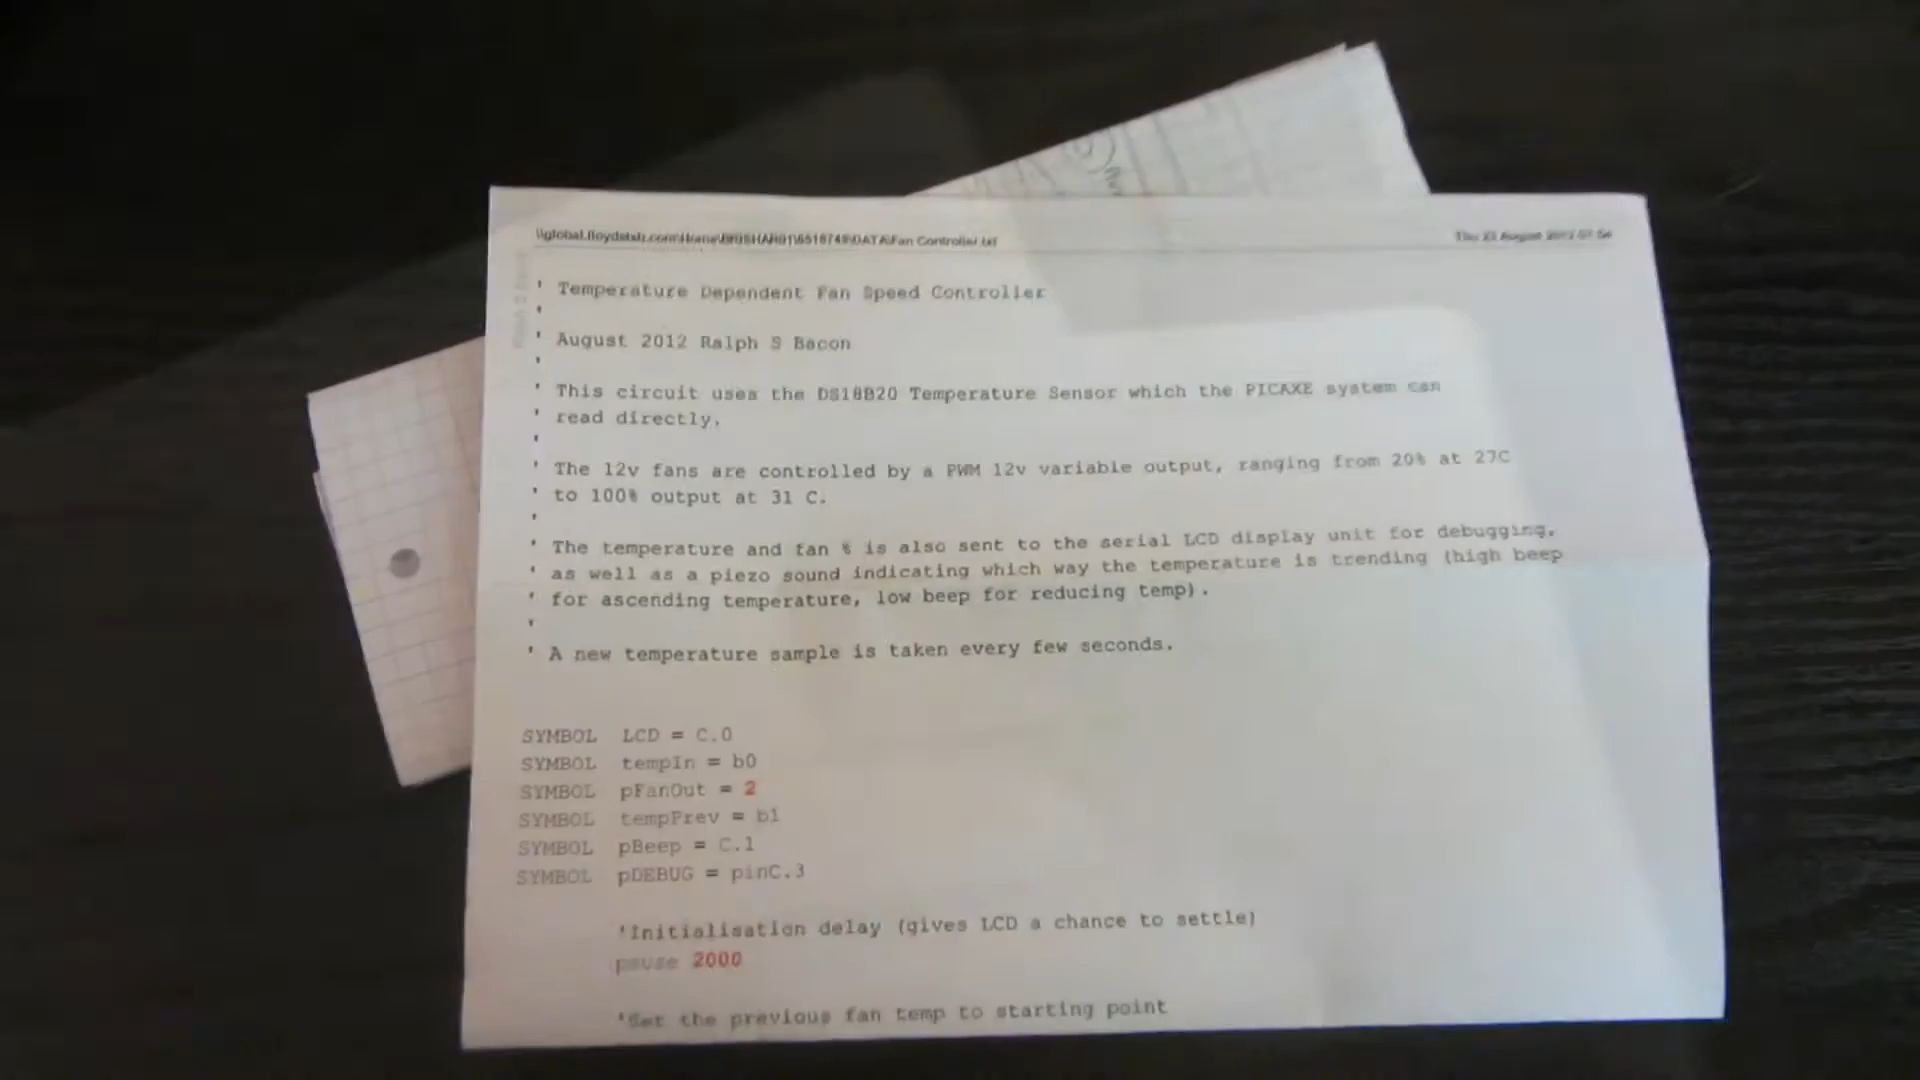 Fan Controller.txt
' Temperature Dependent Fan Speed Controller
'
' August 2012 Ralph S Bacon
'
' This circuit uses the DS18B20 Temperature Sensor which the PICAXE system can
' read directly.
'
' The 12v fans are controlled by a PWM 12v variable output, ranging from 20% at 27C
' to 100% output at 31 C.
'
' The temperature and fan % is also sent to the serial LCD display unit for debugging,
' as well as a piezo sound indicating which way the temperature is trending (high beep
' for ascending temperature, low beep for reducing temp).
'
' A new temperature sample is taken every few seconds.
SYMBOL LCD = C.0
SYMBOL tempIn = b0
SYMBOL pFanOut = 2
SYMBOL tempPrev = b1
SYMBOL pBeep = C.1
SYMBOL pDEBUG = pinC.3
'Initialisation delay (gives LCD a chance to settle)
pause 2000
'Set the previous fan temp to starting point